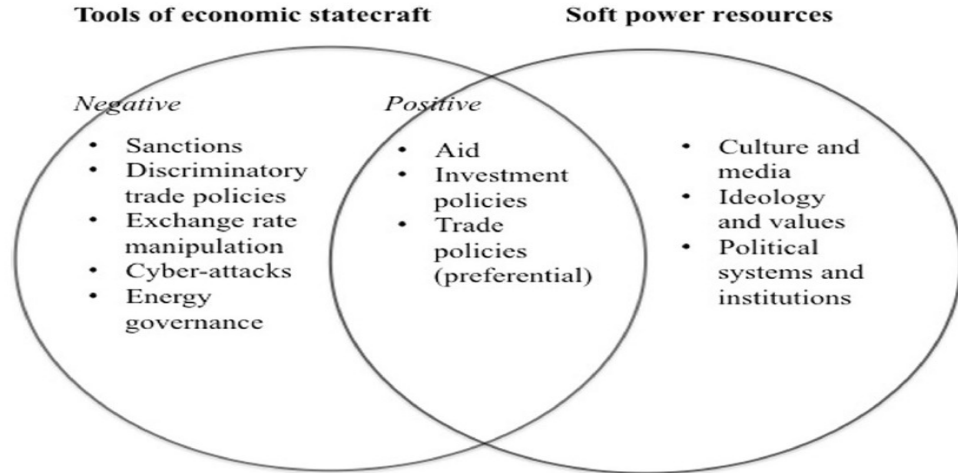 Tools of economic statecraft
Soft power resources
Negative
• Sanctions
• Discriminatory
trade policies
• Exchange rate
manipulation
• Cyber-attacks
• Energy
governance
Positive
• Aid
• Investment
policies
• Trade
policies
(preferential)
• Culture and
media
• Ideology
and values
• Political
systems and
institutions